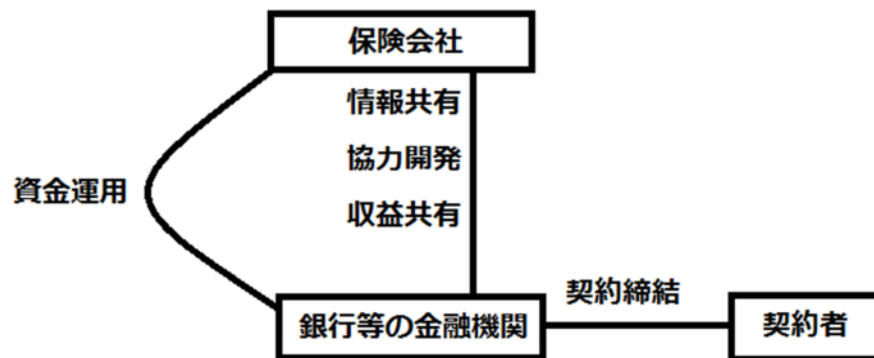 保険会社
情報共有
協力開発
資金運用
収益共有
契約締結
銀行等の金融機関
契約者